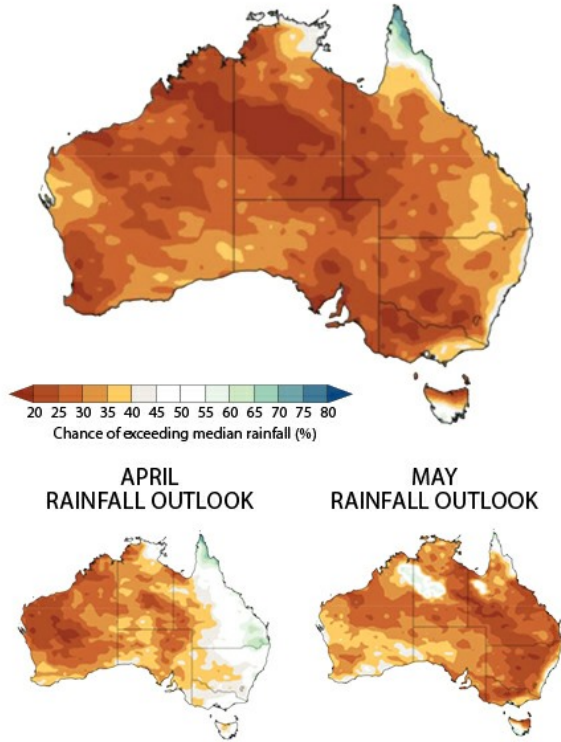 20 25 30 35 40 45 50 55 60 65 70 75 80
Chance of exceeding median rainfall (%)
APRIL
RAINFALL OUTLOOK
MAY
RAINFALL OUTLOOK